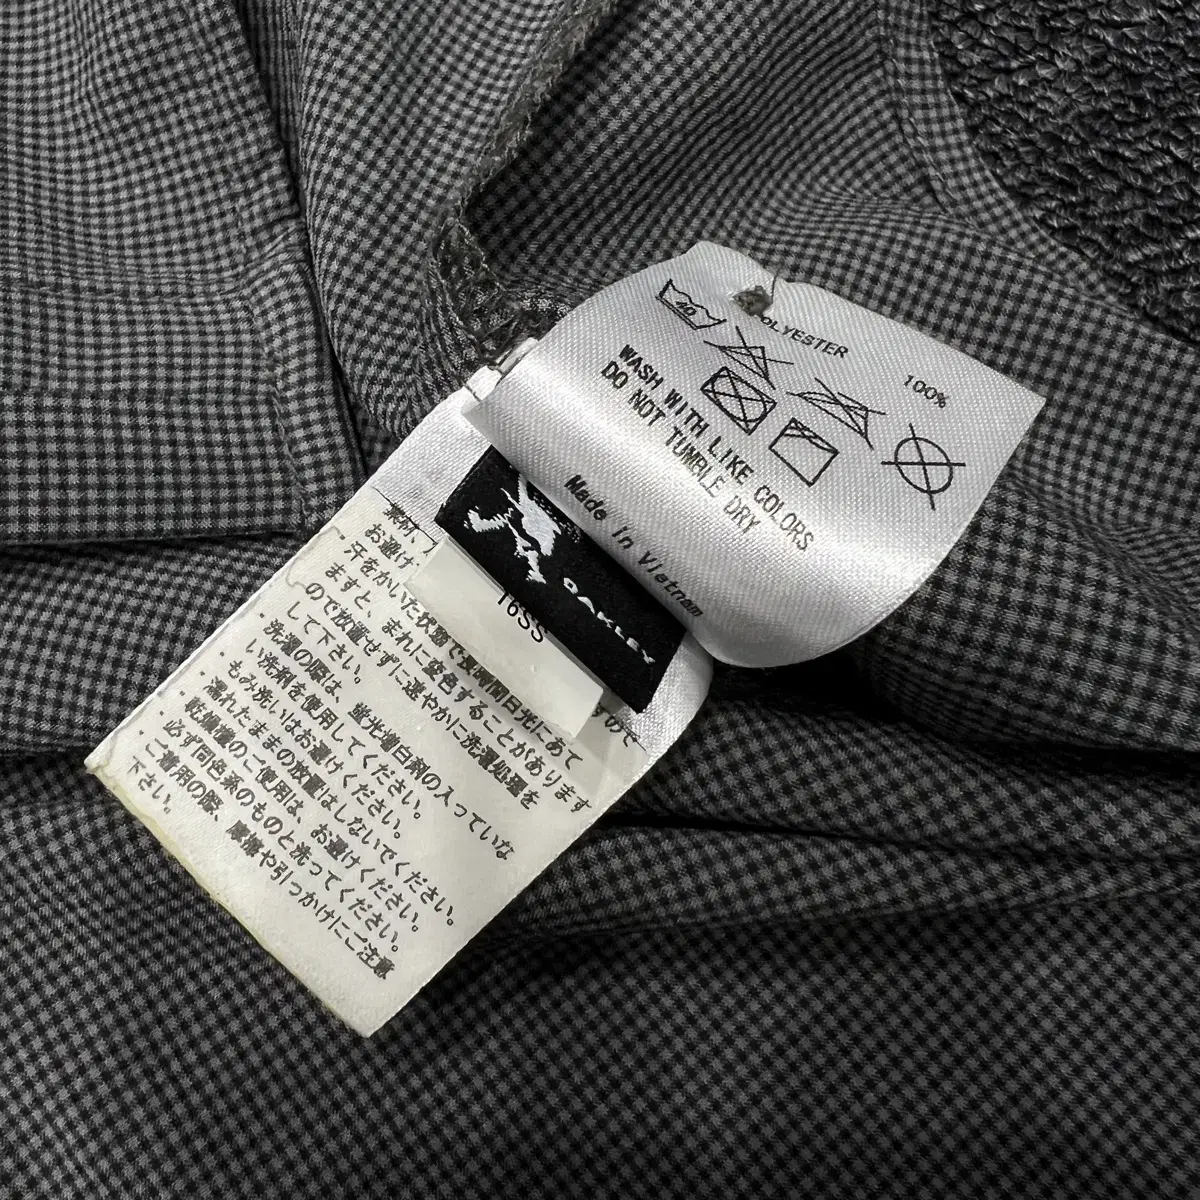 POLYESTER 100%
40
WASH WITH LIKE COLORS
DO NOT TUMBLE DRY
Made in Vietnam
OAKLEY
16SS
お避け
汗をかいた状態で長時間日光にあて
ますと、まれに変色することがあります
ので放置せずに速やかに洗濯処理を
して下さい。
・洗濯の際は、蛍光増白剤の入っていな
い洗剤を使用してください。
・もみ洗いはお避けください。
・濡れたままの放置はしないでください。
・乾燥機のご使用は、お避けください。
・必ず同色系のものと洗ってください。
・ご着用の際、摩擦や引っかけにご注意
下さい。